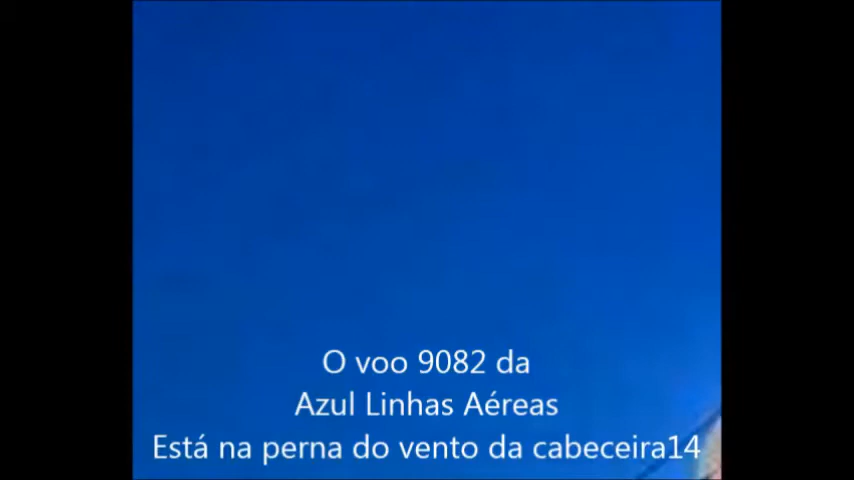 O voo 9082 da
Azul Linhas Aéreas
Está na perna do vento da cabeceira14